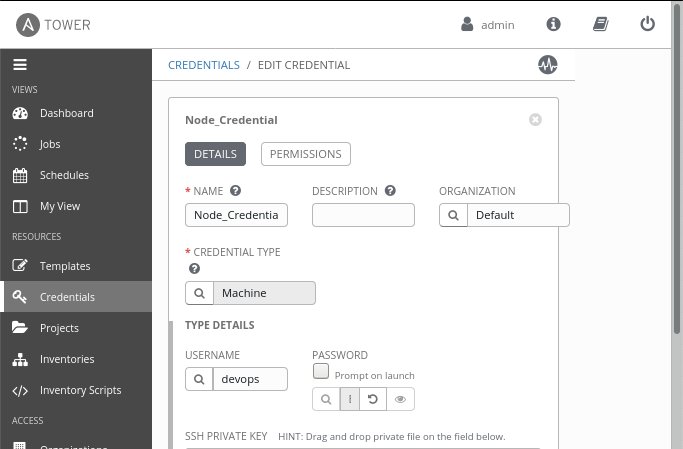 TOWER
admin
CREDENTIALS / EDIT CREDENTIAL
VIEWS
Dashboard
Jobs
Schedules
My View
RESOURCES
Templates
Credentials
Projects
Inventories
Inventory Scripts
ACCESS
Organizations
Node_Credential
DETAILS
PERMISSIONS
* NAME
DESCRIPTION
ORGANIZATION
Node_Credentia
Default
* CREDENTIAL TYPE
Machine
TYPE DETAILS
USERNAME
PASSWORD
Prompt on launch
devops
SSH PRIVATE KEY HINT: Drag and drop private file on the field below.